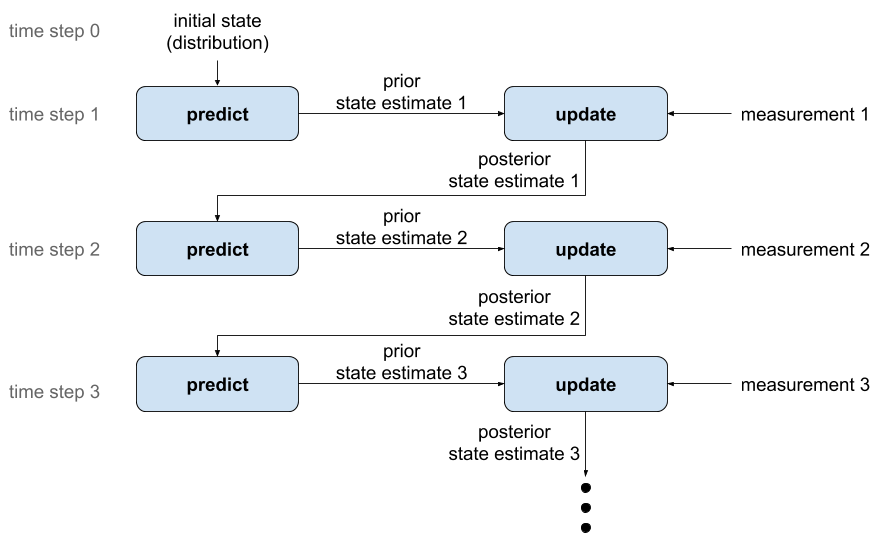 time step 0
initial state
(distribution)
time step 1
predict
prior
state estimate 1
update
measurement 1
posterior
state estimate 1
time step 2
predict
prior
state estimate 2
update
measurement 2
posterior
state estimate 2
time step 3
predict
prior
state estimate 3
update
measurement 3
posterior
state estimate 3